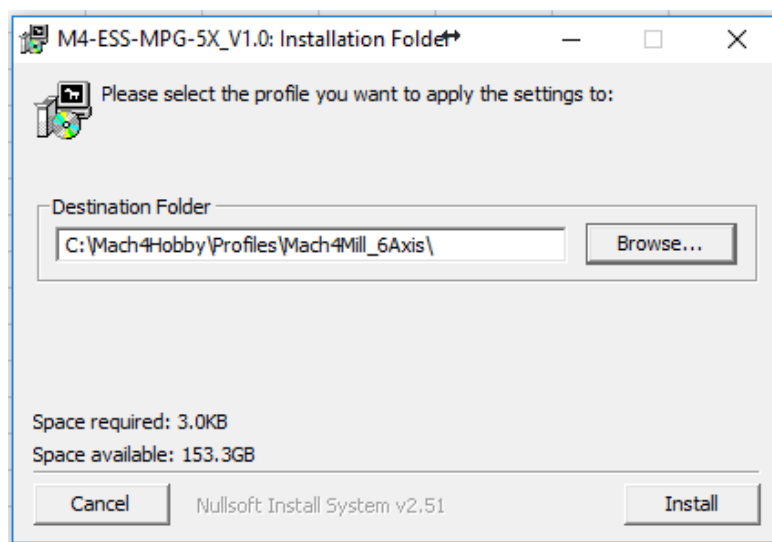 M4-ESS-MPG-5X_V1.0: Installation Folder
Please select the profile you want to apply the settings to:
Destination Folder
C:\Mach4Hobby\Profiles\Mach4Mill_6Axis\
Browse...
Space required: 3.0KB
Space available: 153.3GB
Cancel
Nullsoft Install System v2.51
Install